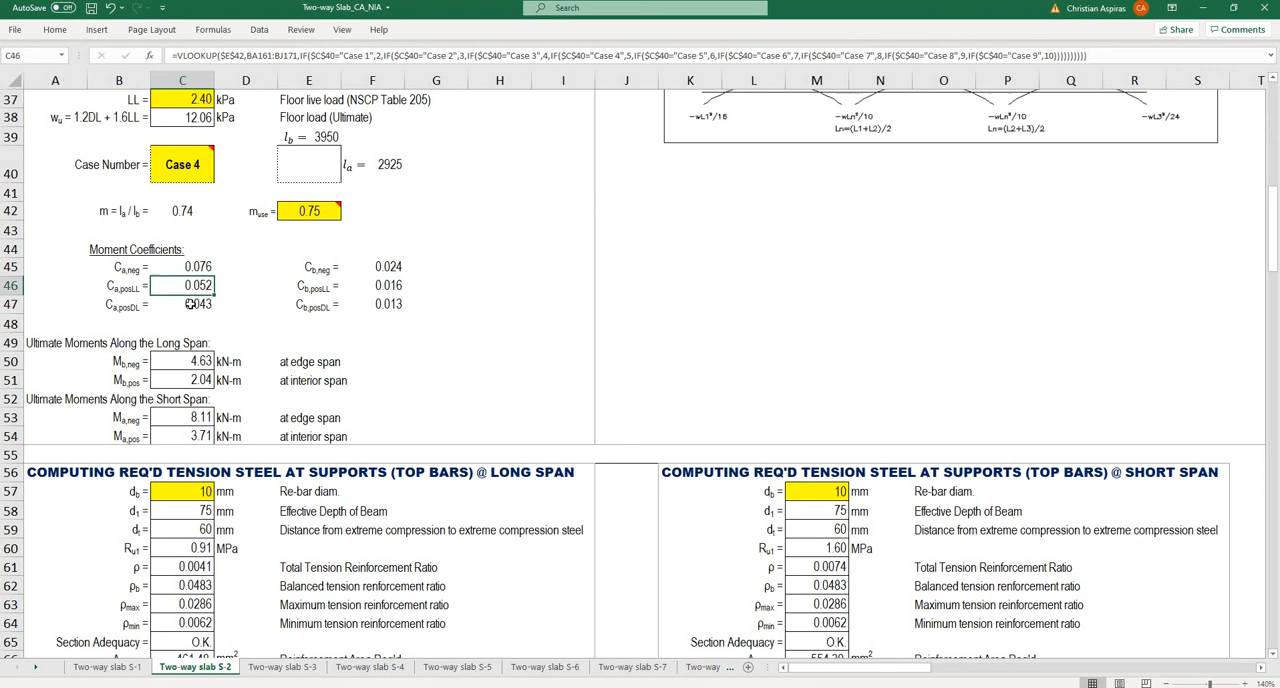 AutoSave Off Two-way Slab_CA_NIA Search Christian Aspiras CA
File Home Insert Page Layout Formulas Data Review View Help Share Comments
C46 fx =VLOOKUP($E$42,BA161:BJ171,IF($C$40="Case 1",2,IF($C$40="Case 2",3,IF($C$40="Case 3",4,IF($C$40="Case 4",5,IF($C$40="Case 5",6,IF($C$40="Case 6",7,IF($C$40="Case 7",8,IF($C$40="Case 8",9,IF($C$40="Case 9",10))))))))))
A B C D E F G H I J K L M N O P Q R S T
37 LL = 2.40 kPa Floor live load (NSCP Table 205)
38 wu = 1.2DL + 1.6LL = 12.06 kPa Floor load (Ultimate) -wL1²/16 -wLn²/10 -wLn²/10 -wL3²/24
39 lb = 3950 Ln=(L1+L2)/2 Ln=(L2+L3)/2
40 Case Number = Case 4 la = 2925
41
42 m = la / lb = 0.74 muse = 0.75
43
44 Moment Coefficients:
45 Ca,neg = 0.076 Cb,neg = 0.024
46 Ca,posLL = 0.052 Cb,posLL = 0.016
47 Ca,posDL = 0.043 Cb,posDL = 0.013
48
49 Ultimate Moments Along the Long Span:
50 Mb,neg = 4.63 kN-m at edge span
51 Mb,pos = 2.04 kN-m at interior span
52 Ultimate Moments Along the Short Span:
53 Ma,neg = 8.11 kN-m at edge span
54 Ma,pos = 3.71 kN-m at interior span
55
56 COMPUTING REQ'D TENSION STEEL AT SUPPORTS (TOP BARS) @ LONG SPAN COMPUTING REQ'D TENSION STEEL AT SUPPORTS (TOP BARS) @ SHORT SPAN
57 db = 10 mm Re-bar diam. db = 10 mm Re-bar diam.
58 d1 = 75 mm Effective Depth of Beam d1 = 75 mm Effective Depth of Beam
59 dt = 60 mm Distance from extreme compression to extreme compression steel dt = 60 mm Distance from extreme compression to extreme compression steel
60 Ru1 = 0.91 MPa Ru1 = 1.60 MPa
61 ρ = 0.0041 Total Tension Reinforcement Ratio ρ = 0.0074 Total Tension Reinforcement Ratio
62 ρb = 0.0483 Balanced tension renforcement ratio ρb = 0.0483 Balanced tension reinforcement ratio
63 ρmax = 0.0286 Maximum tension reinforcement ratio ρmax = 0.0286 Maximum tension reinforcement ratio
64 ρmin = 0.0062 Minimum tension reinforcement ratio ρmin = 0.0062 Minimum tension reinforcement ratio
65 Section Adequacy = O.K Section Adequacy = O.K
Two-way slab S-1 Two-way slab S-2 Two-way slab S-3 Two-way slab S-4 Two-way slab S-5 Two-way slab S-6 Two-way slab S-7 Two-way ...
140%